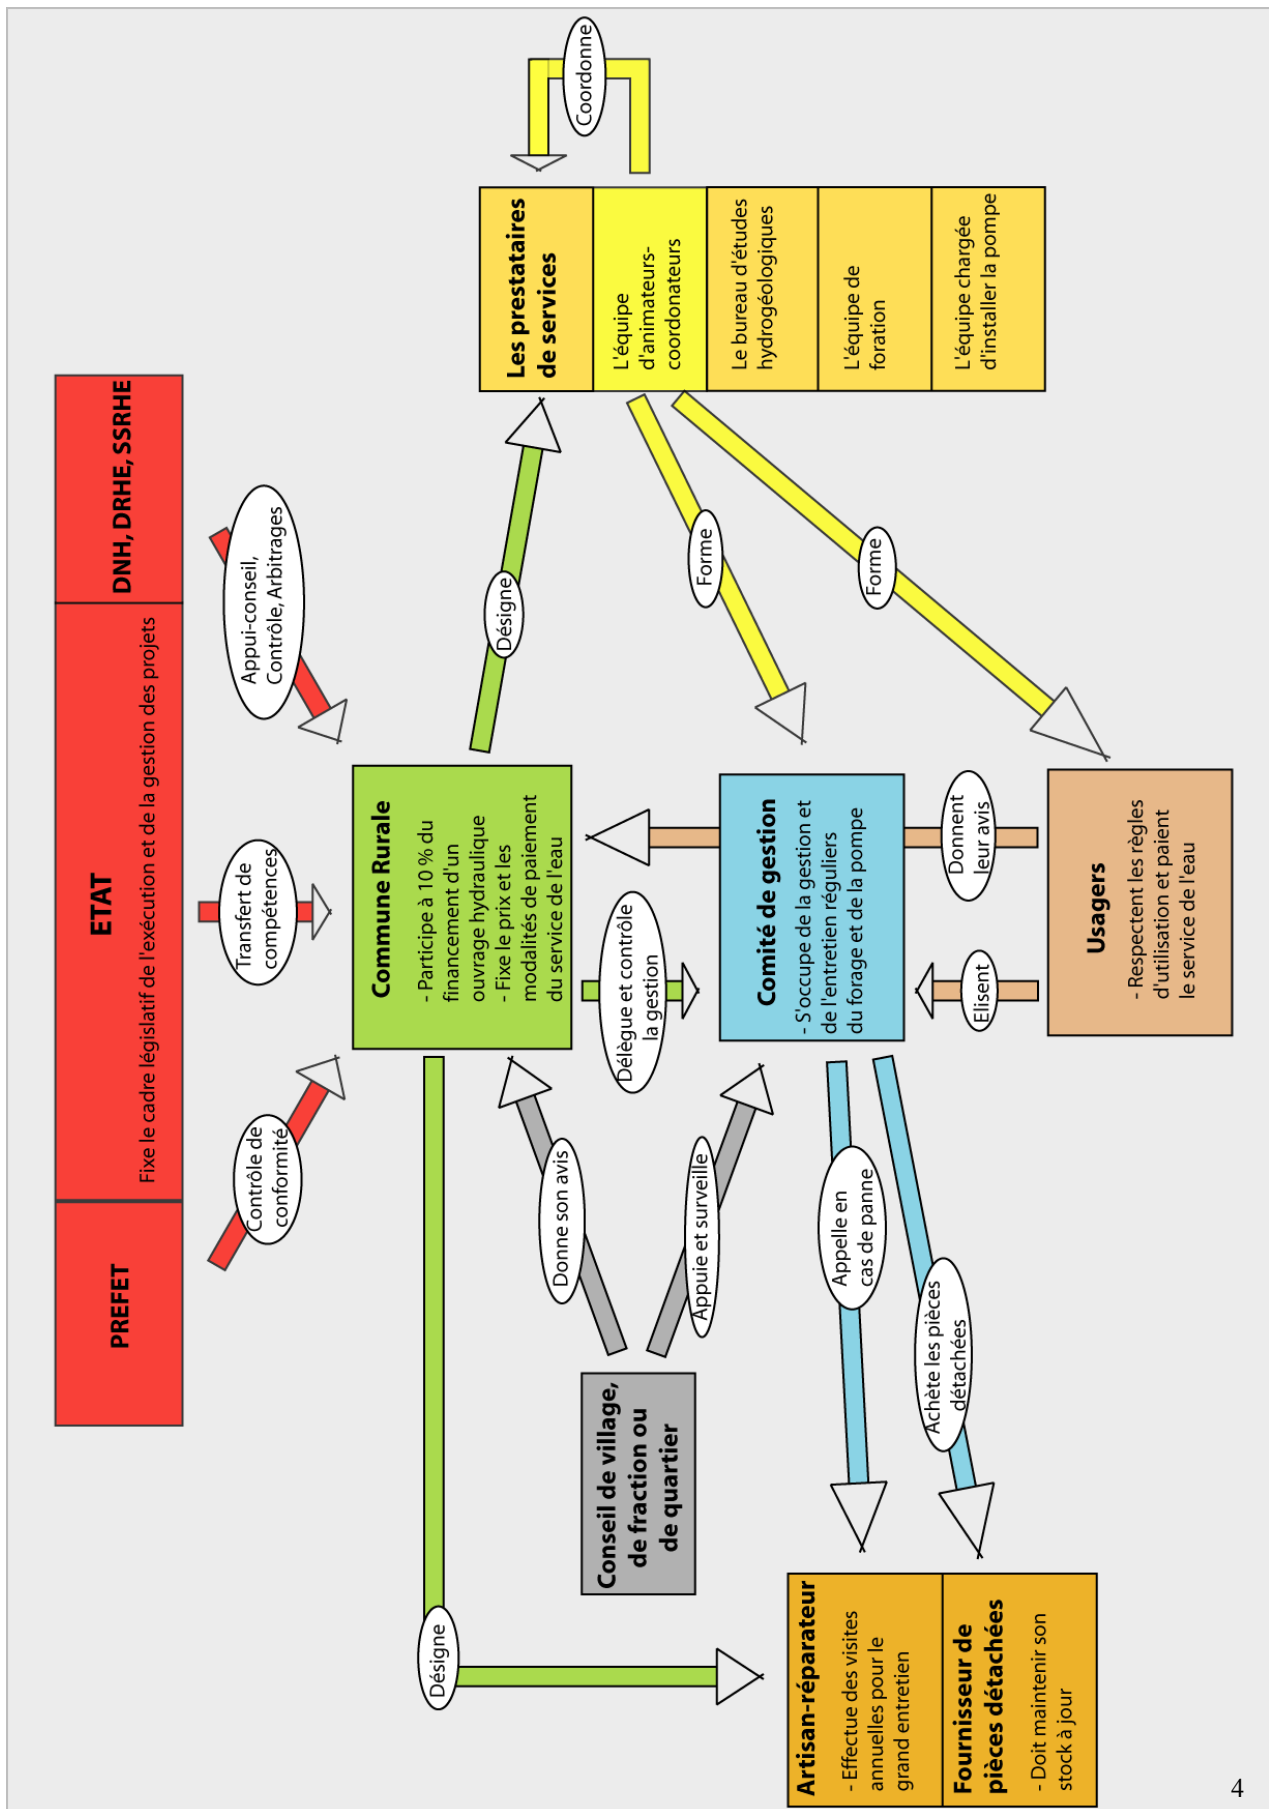 PREFET
ETAT
Fixe le cadre législatif de l'exécution et de la gestion des projets
DNH, DRHE, SSRHE
Contrôle de
conformité
Transfert de
compétences
Appui-conseil,
Contrôle, Arbitrages
Commune Rurale
- Participe à 10 % du
financement d'un
ouvrage hydraulique
- Fixe le prix et les
modalités de paiement
du service de l'eau
Désigne
Désigne
Coordonne
Les prestataires
de services
L'équipe
d'animateurs-
coordonateurs
Le bureau d'études
hydrogéologiques
L'équipe de
foration
L'équipe chargée
d'installer la pompe
Conseil de village,
de fraction ou
de quartier
Donne son avis
Appuie et surveille
Délègue et contrôle
la gestion
Forme
Forme
Comité de gestion
- S'occupe de la gestion et
de l'entretien réguliers
du forage et de la pompe
Appelle en
cas de panne
Achète les pièces
détachées
Elisent
Donnent
leur avis
Artisan-réparateur
- Effectue des visites
annuelles pour le
grand entretien
Fournisseur de
pièces détachées
- Doit maintenir son
stock à jour
Usagers
- Respectent les règles
d'utilisation et paient
le service de l'eau
4